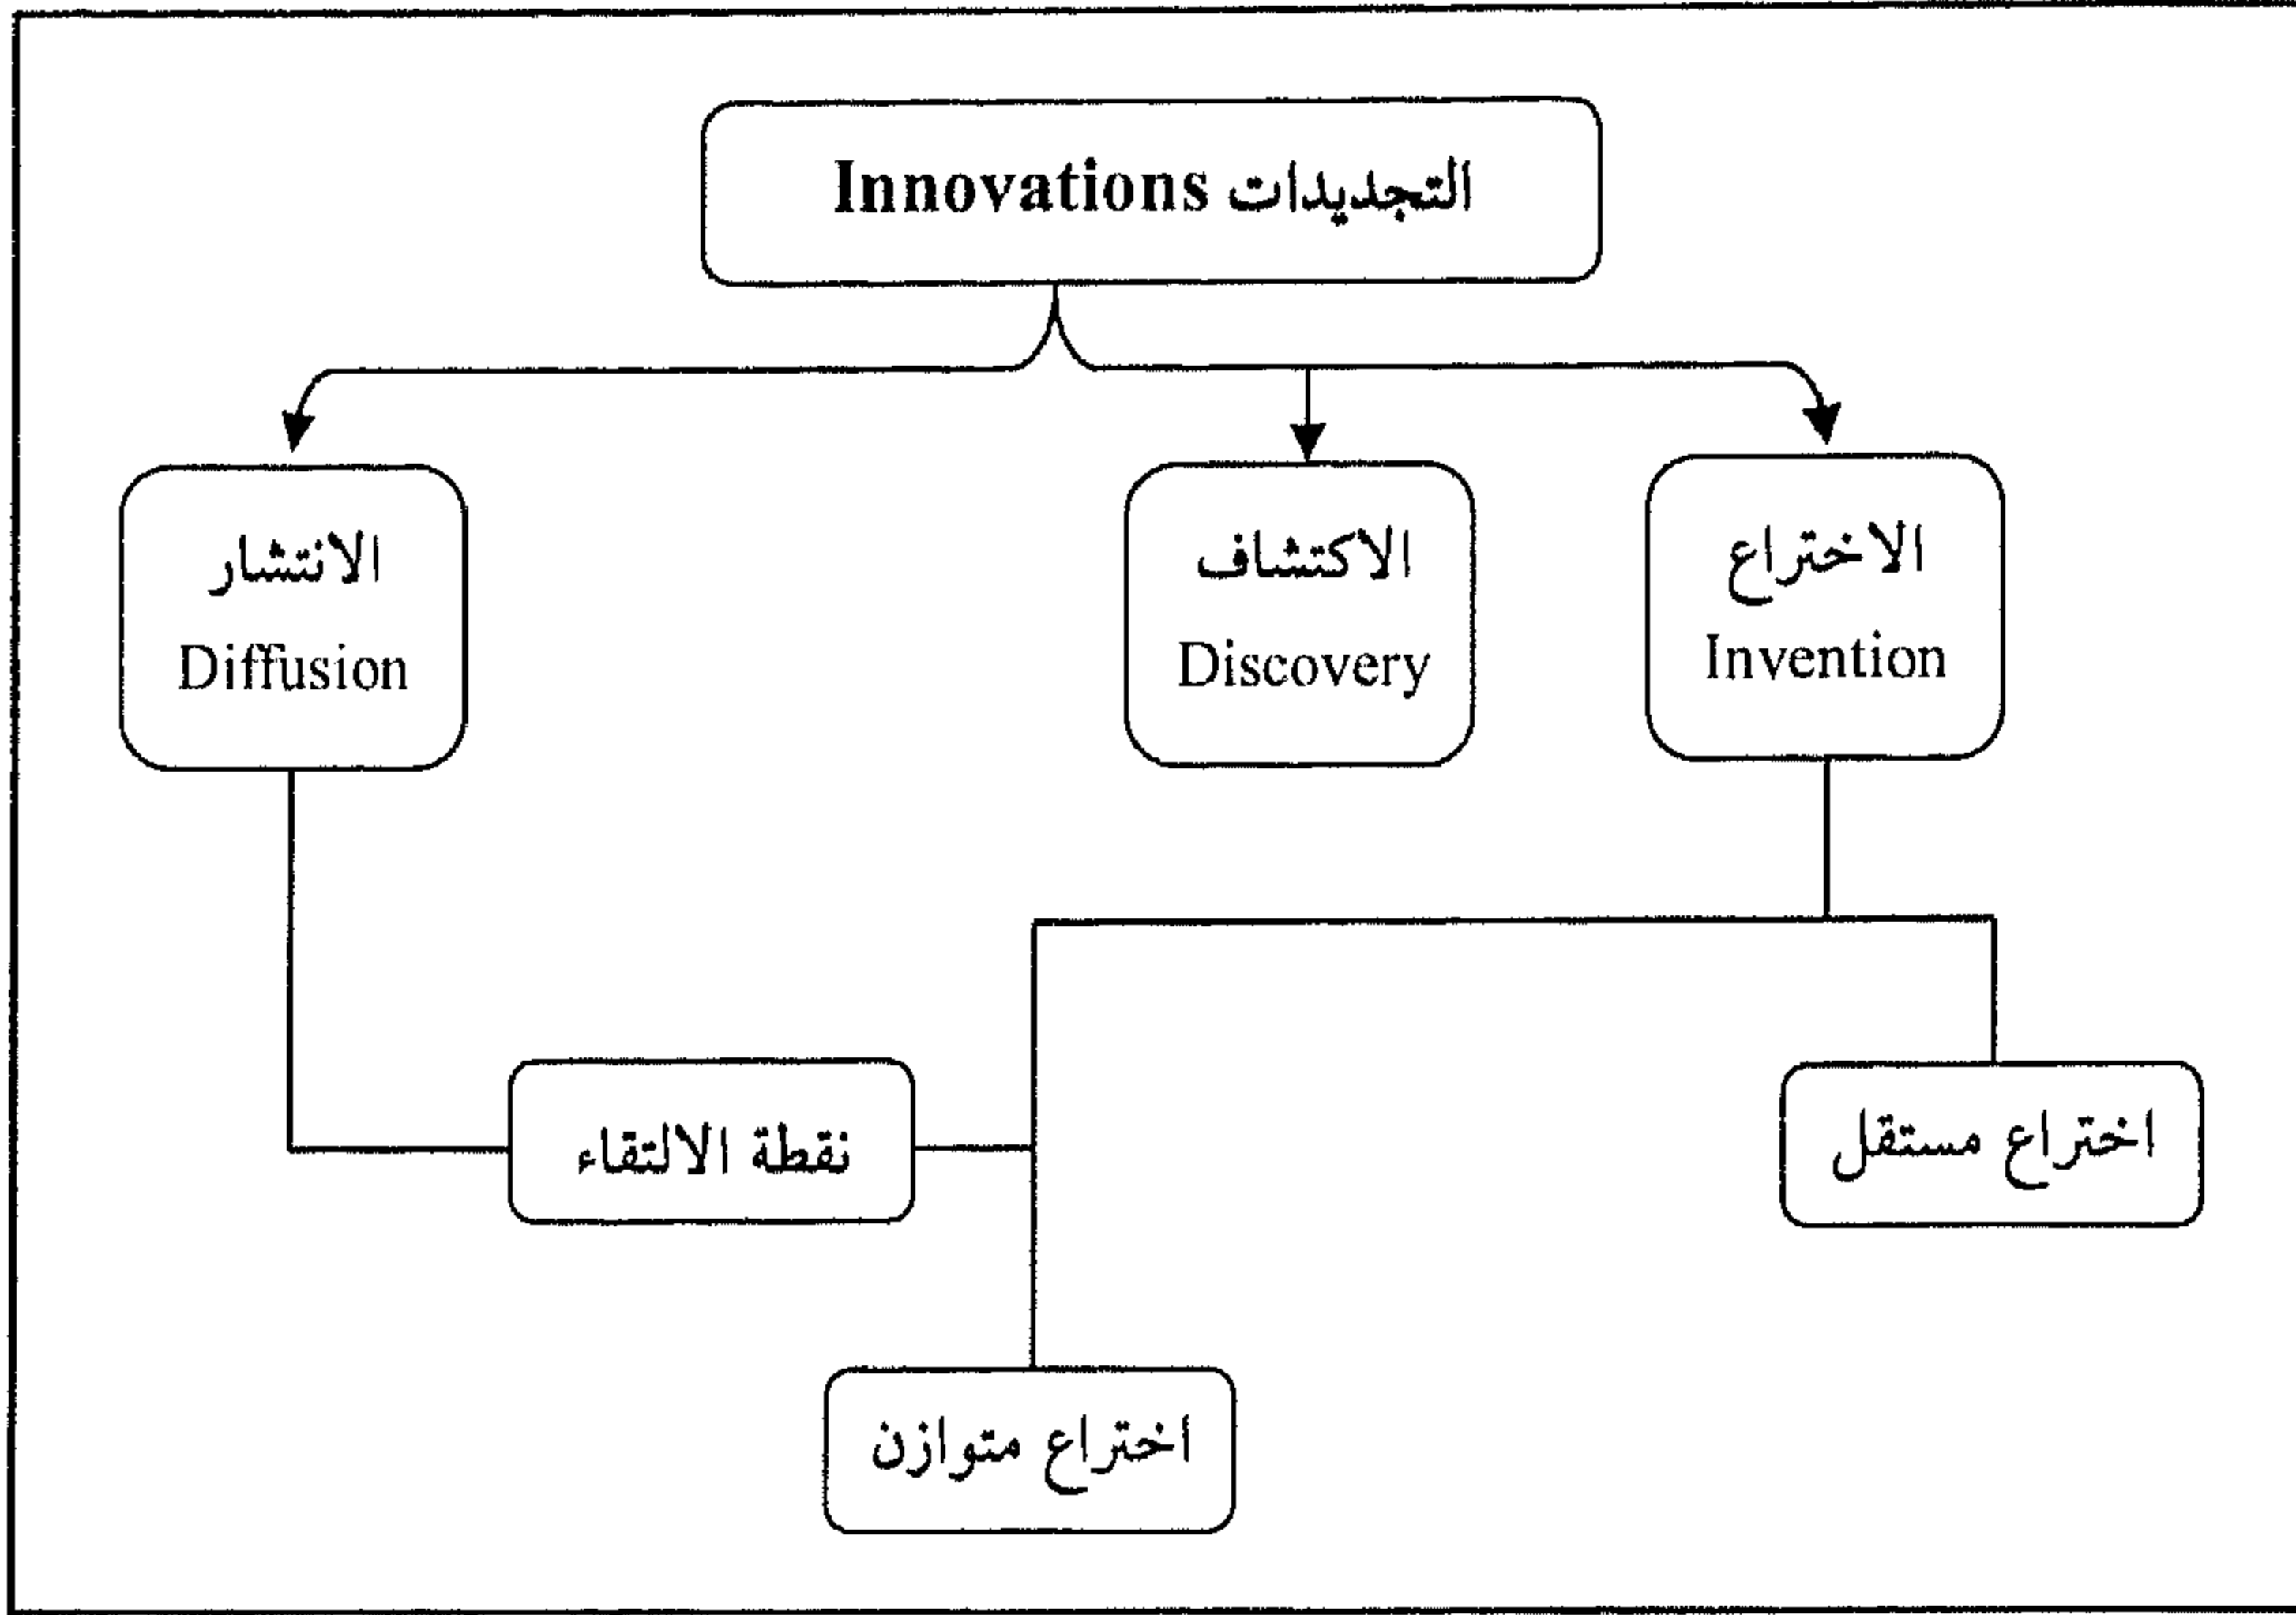 التجديدات Innovations
الاختراع
Invention
الاكتشاف
Discovery
الانتشار
Diffusion
اختراع مستقل
نقطة الالتقاء
اختراع متوازن